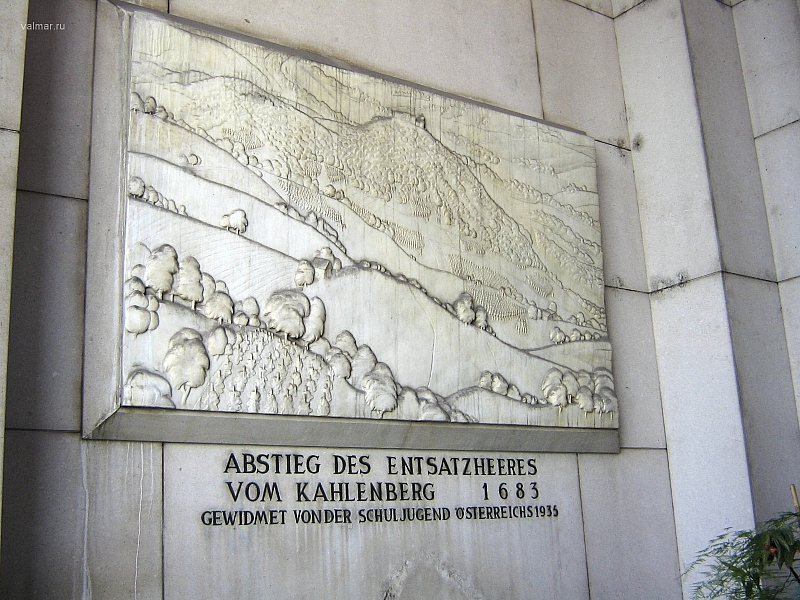 valmar.ru
ABSTIEG DES ENTSATZHEERES
VOM KAHLENBERG 1683
GEWIDMET VON DER SCHULJUGEND ÖSTERREICHS 1935